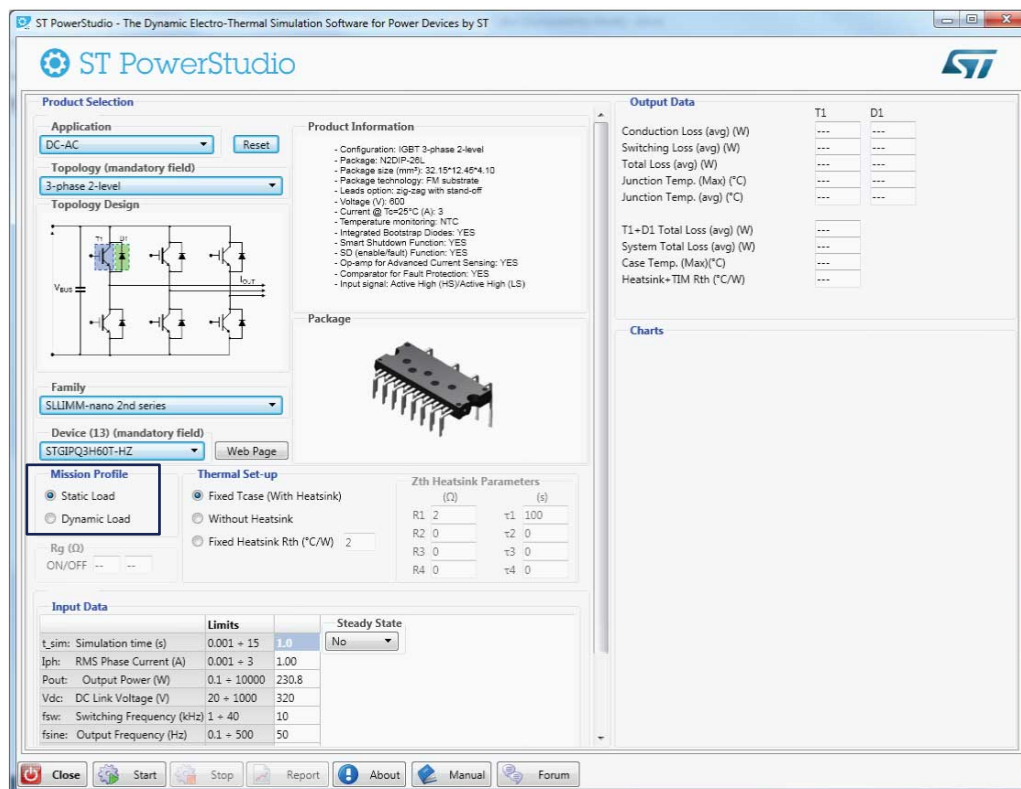 ST PowerStudio - The Dynamic Electro-Thermal Simulation Software for Power Devices by ST
ST PowerStudio
ST
Product Selection
Application
DC-AC
Reset
Topology (mandatory field)
3-phase 2-level
Topology Design
T1 D1
VBUS
IOUT
Family
SLLIMM-nano 2nd series
Device (13) (mandatory field)
STGIPQ3H60T-HZ
Web Page
Product Information
- Configuration: IGBT 3-phase 2-level
- Package: N2DIP-26L
- Package size (mm²): 32.15*12.45*4.10
- Package technology: FM substrate
- Leads option: zig-zag with stand-off
- Voltage (V): 600
- Current @ Tc=25°C (A): 3
- Temperature monitoring: NTC
- Integrated Bootstrap Diodes: YES
- Smart Shutdown Function: YES
- SD (enable/fault) Function: YES
- Op-amp for Advanced Current Sensing: YES
- Comparator for Fault Protection: YES
- Input signal: Active High (HS)/Active High (LS)
Package
Mission Profile
Static Load
Dynamic Load
Rg (Ω)
ON/OFF -- --
Thermal Set-up
Fixed Tcase (With Heatsink)
Without Heatsink
Fixed Heatsink Rth (°C/W) 2
Zth Heatsink Parameters
(Ω) (s)
R1 2 τ1 100
R2 0 τ2 0
R3 0 τ3 0
R4 0 τ4 0
Input Data
Limits
t_sim: Simulation time (s) 0.001 ÷ 15 1.0
Iph: RMS Phase Current (A) 0.001 ÷ 3 1.00
Pout: Output Power (W) 0.1 ÷ 10000 230.8
Vdc: DC Link Voltage (V) 20 ÷ 1000 320
fsw: Switching Frequency (kHz) 1 ÷ 40 10
fsine: Output Frequency (Hz) 0.1 ÷ 500 50
Steady State
No
Output Data
T1 D1
Conduction Loss (avg) (W) --- ---
Switching Loss (avg) (W) --- ---
Total Loss (avg) (W) --- ---
Junction Temp. (Max) (°C) --- ---
Junction Temp. (avg) (°C) --- ---
T1+D1 Total Loss (avg) (W) ---
System Total Loss (avg) (W) ---
Case Temp. (Max)(°C) ---
Heatsink+TIM Rth (°C/W) ---
Charts
Close Start Stop Report About Manual Forum